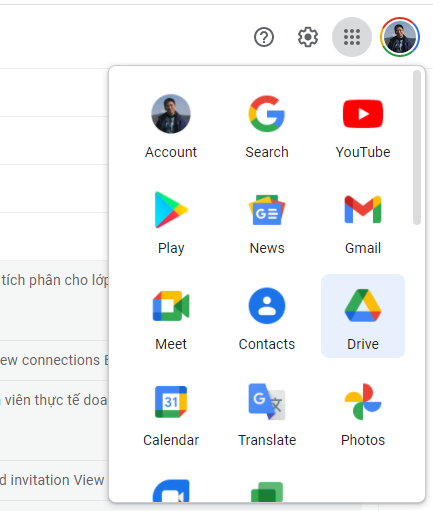 Account
Search
YouTube
Play
News
Gmail
Meet
Contacts
Drive
31
Calendar
Translate
Photos
tích phân cho lớp
ew connections
viên thực tế doa
d invitation View